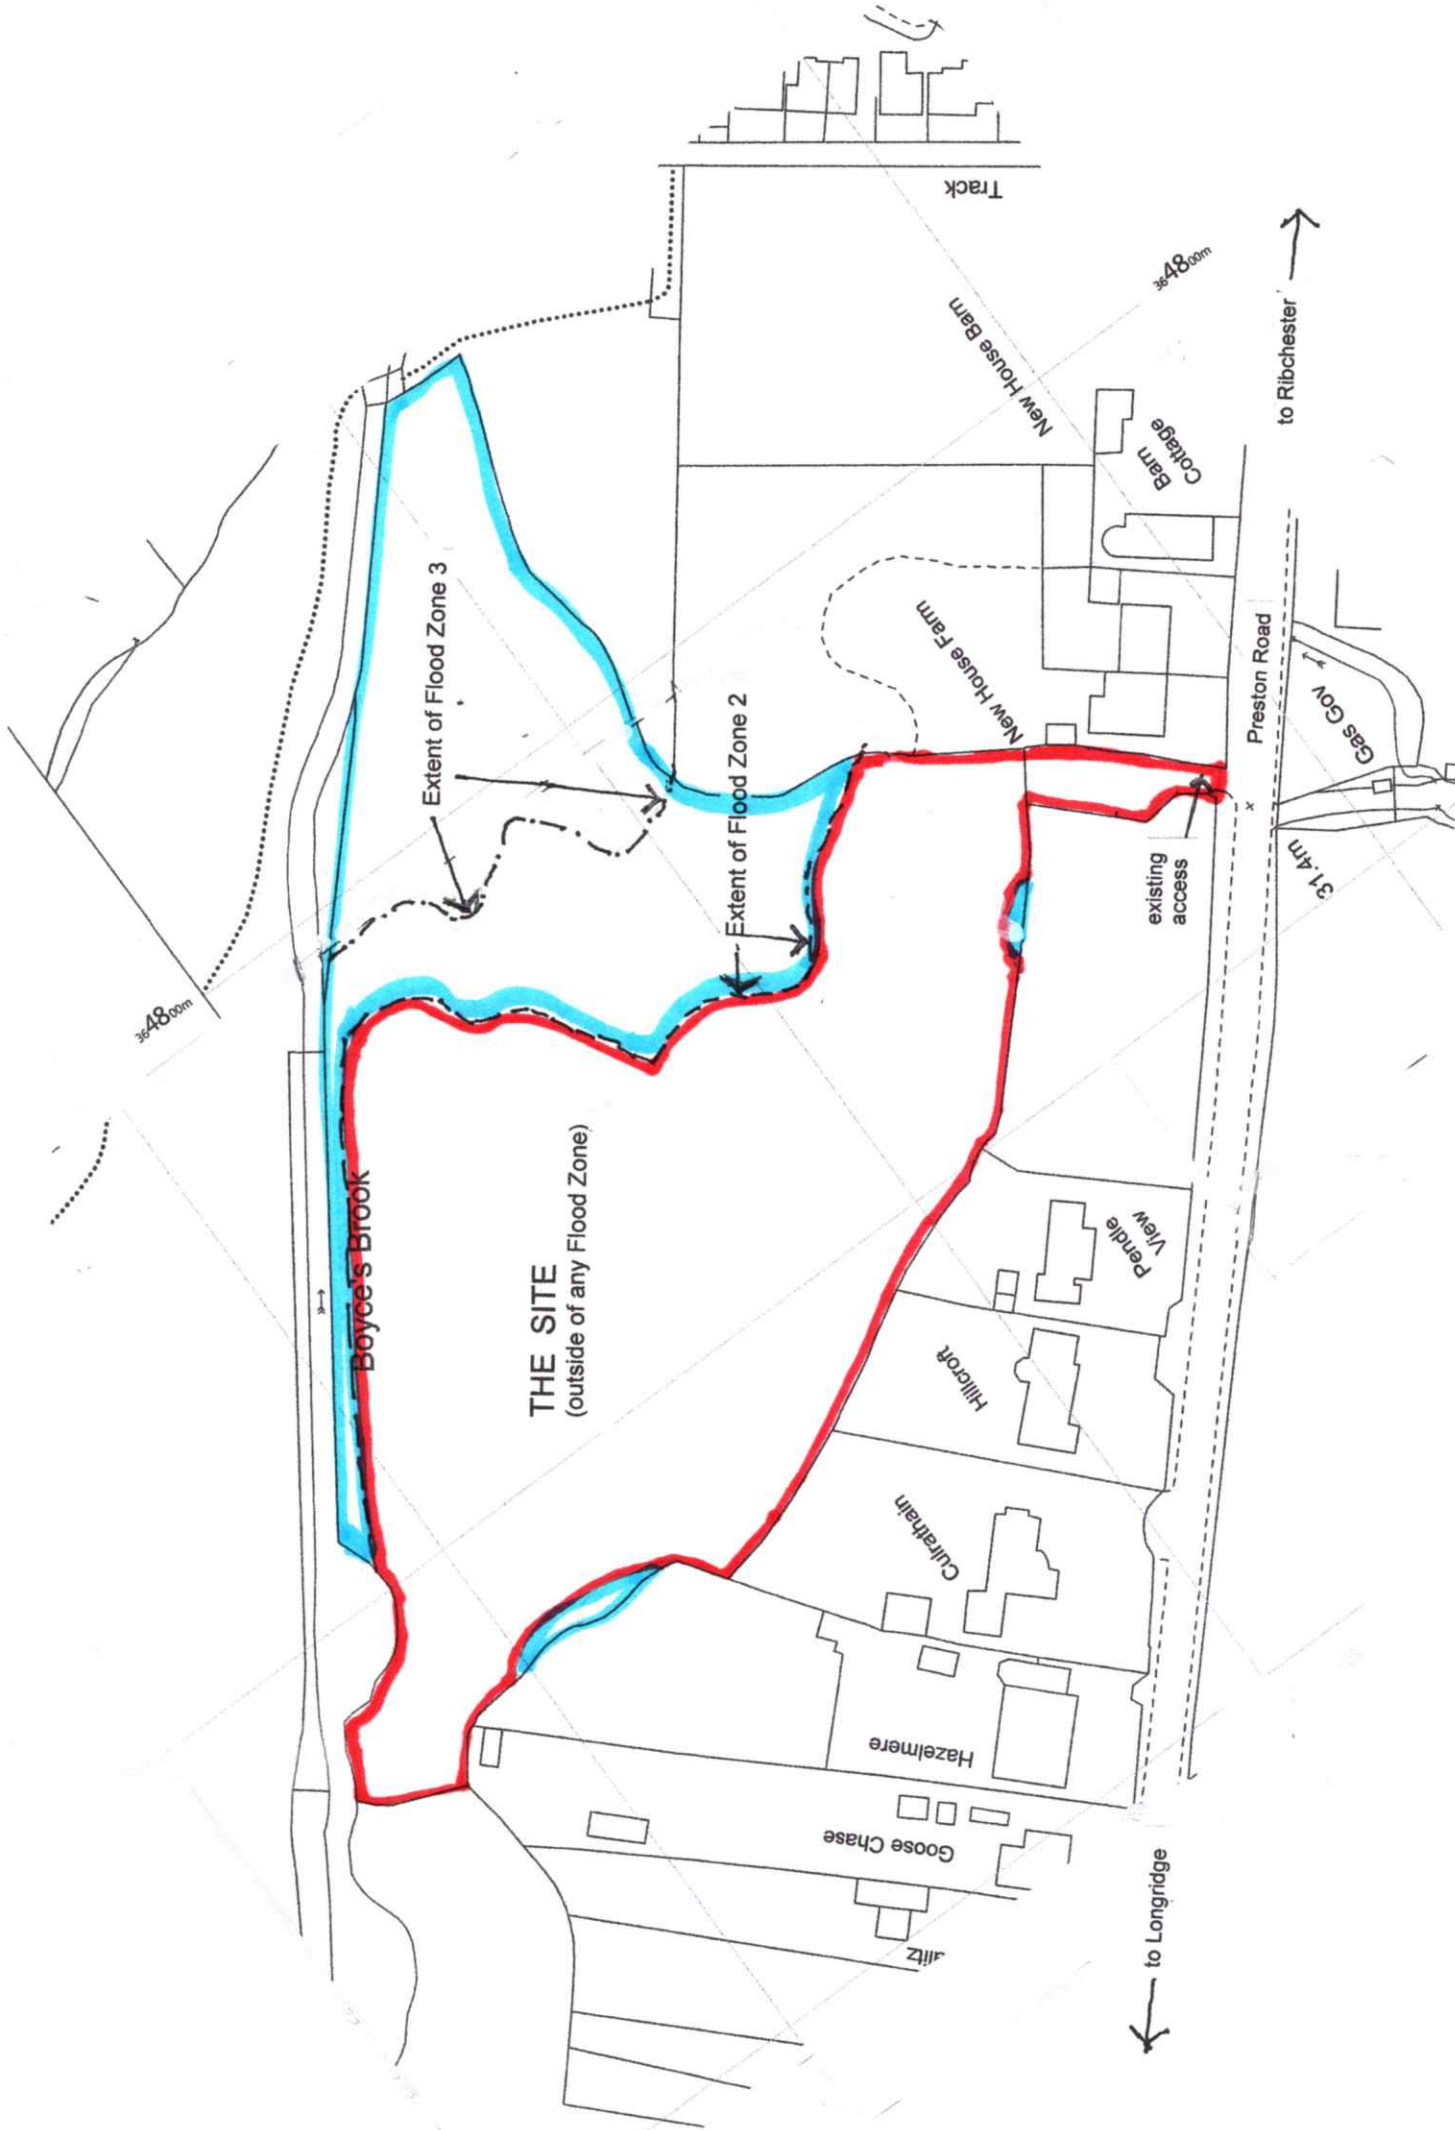 Track
3648 00m
to Ribchester
New House Barn
Barn
Cottage
Extent of Flood Zone 3
New House Farm
Extent of Flood Zone 2
Preston Road
Gas Gov
31.4m
existing
access
3648 00m
Boyce's Brook
THE SITE
(outside of any Flood Zone)
Pendle
View
Hillcroft
Culrathain
Hazelmere
Goose Chase
to Longridge